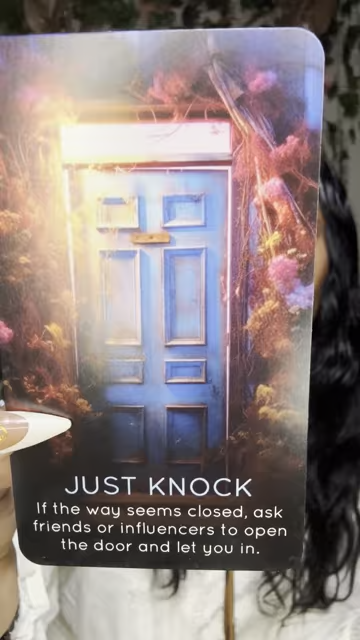 JUST KNOCK
If the way seems closed, ask
friends or influencers to open
the door and let you in.